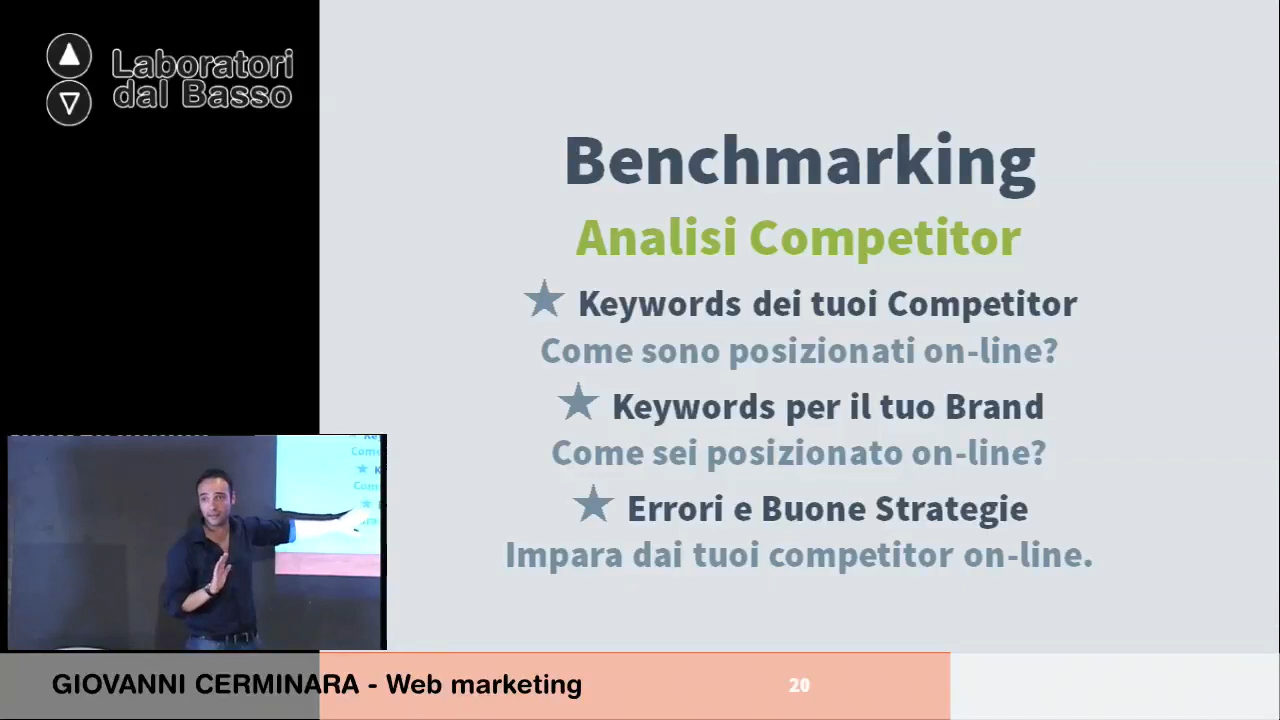 Laboratori
dal Basso
Benchmarking
Analisi Competitor
★ Keywords dei tuoi Competitor
Come sono posizionati on-line?
★ Keywords per il tuo Brand
Come sei posizionato on-line?
★ Errori e Buone Strategie
Impara dai tuoi competitor on-line.
GIOVANNI CERMINARA - Web marketing
20